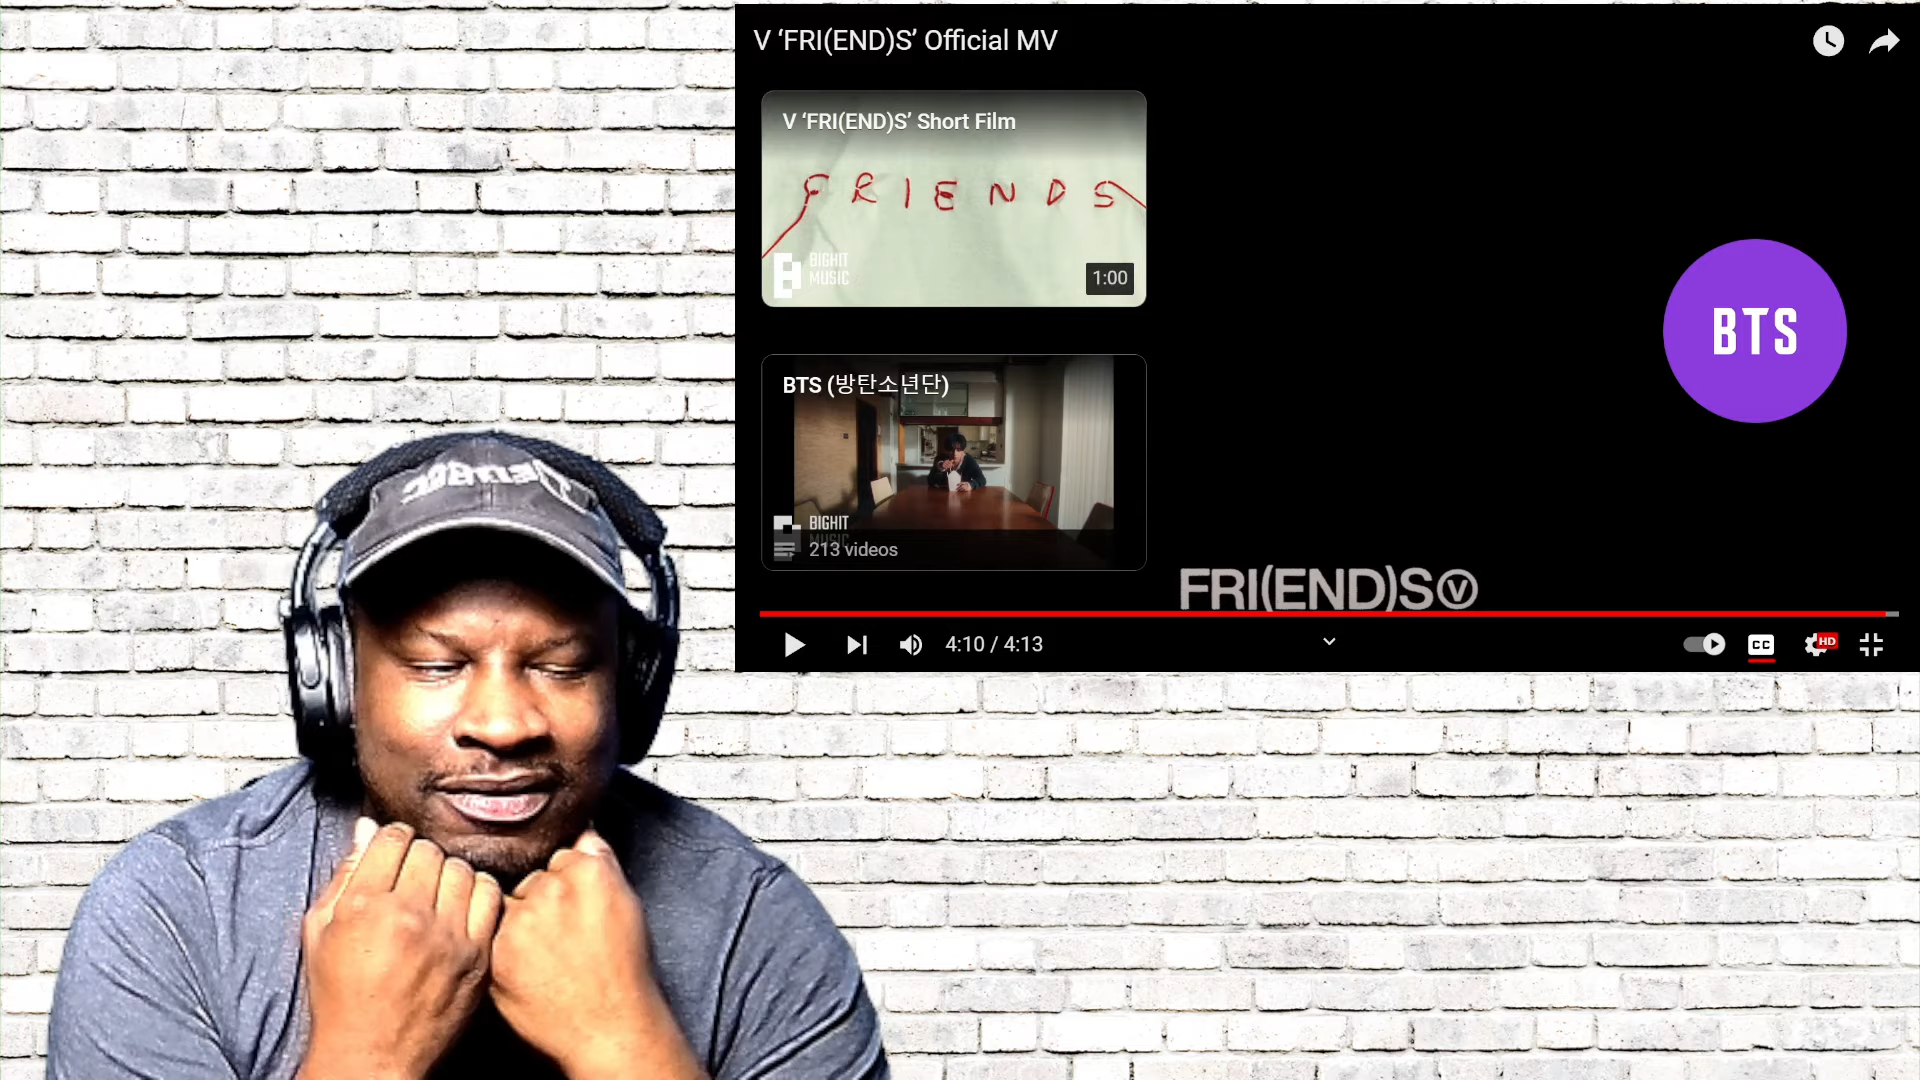 V ‘FRI(END)S’ Official MV
V ‘FRI(END)S’ Short Film
FRIENDS
BIGHIT
MUSIC
1:00
BTS
BTS (방탄소년단)
BIGHIT
MUSIC
213 videos
FRI(END)S V
4:10 / 4:13
CC
HD